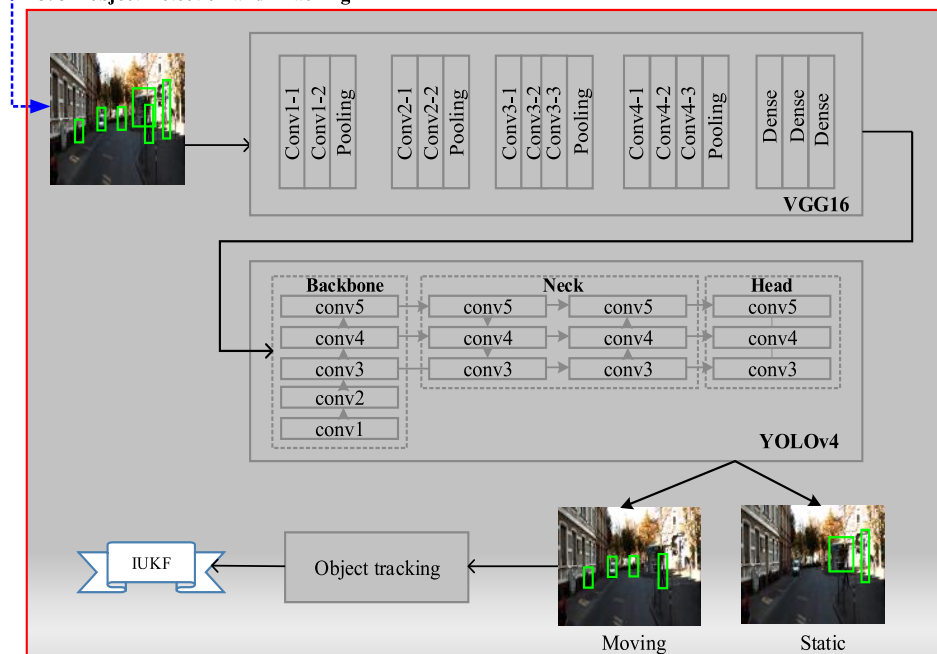 Conv1-1
Conv1-2
Pooling
Conv2-1
Conv2-2
Pooling
Conv3-1
Conv3-2
Conv3-3
Pooling
Conv4-1
Conv4-2
Conv4-3
Pooling
Dense
Dense
Dense
VGG16
Backbone
conv5
conv4
conv3
conv2
conv1
Neck
conv5
conv4
conv3
conv5
conv4
conv3
Head
conv5
conv4
conv3
YOLOv4
IUKF
Object tracking
Moving
Static